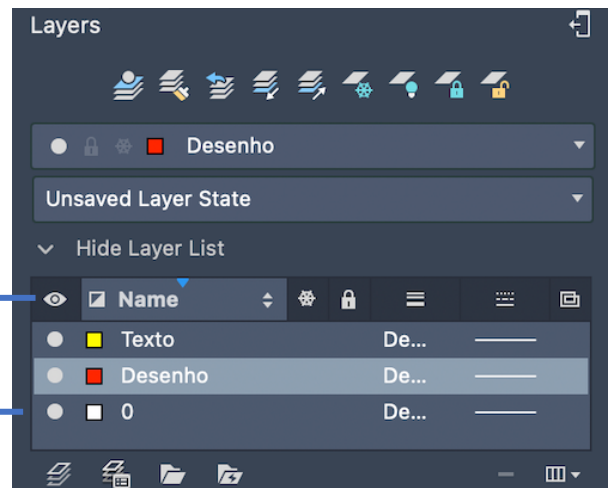 Layers
Desenho
Unsaved Layer State
Hide Layer List
Name
Texto De...
Desenho De...
0 De...